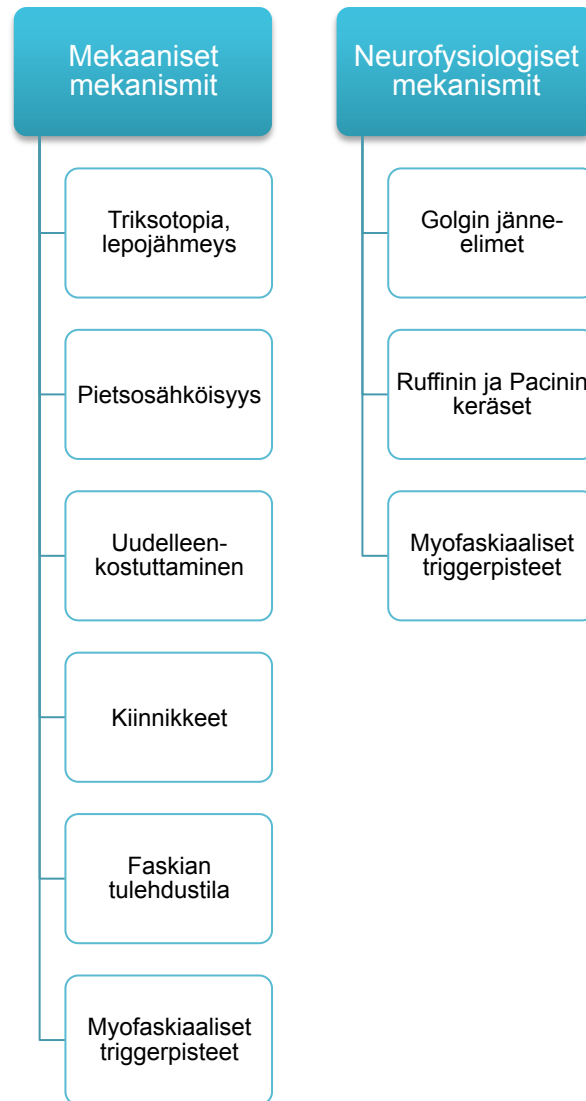 Mekaaniset
mekanismit
Triksotopia,
lepojähmeys
Pietsosähköisyys
Uudelleen-
kostuttaminen
Kiinnikkeet
Faskian
tulehdustila
Myofaskiaaliset
triggerpisteet
Neurofysiologiset
mekanismit
Golgin jänne-
elimet
Ruffinin ja Pacinin
keräset
Myofaskiaaliset
triggerpisteet